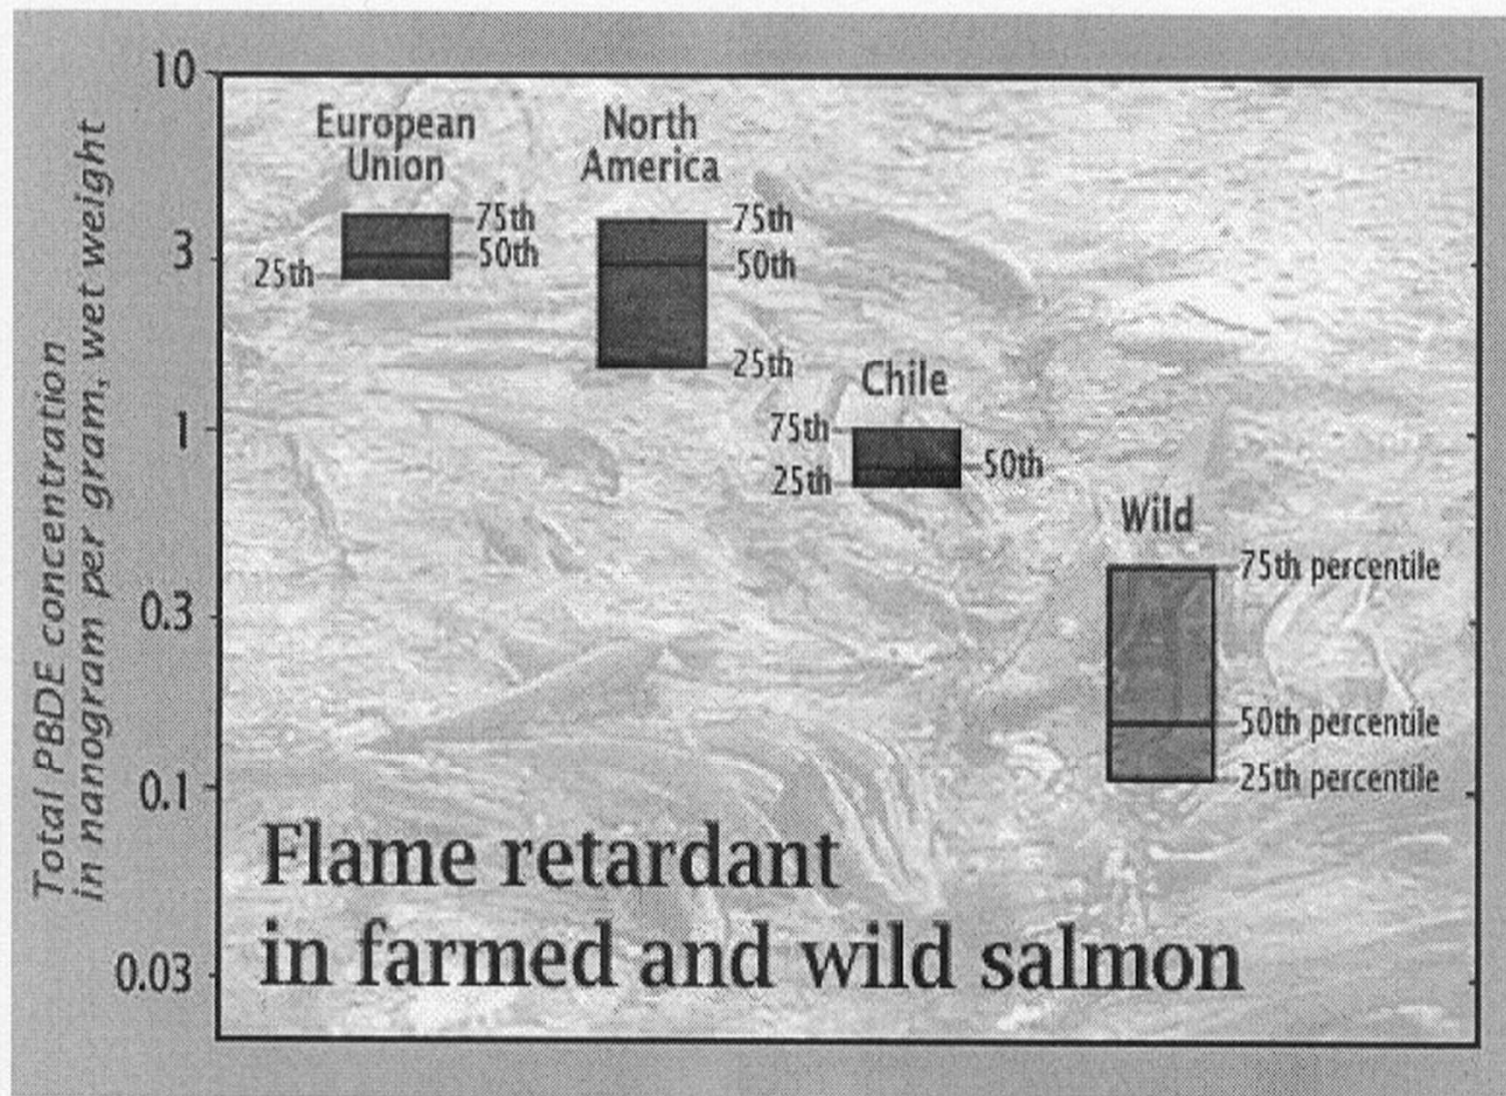 Total PBDE concentration
in nanogram per gram, wet weight
10
3
1
0.3
0.1
0.03
European
Union
75th
50th
25th
North
America
75th
50th
25th
Chile
75th
50th
25th
Wild
75th percentile
50th percentile
25th percentile
Flame retardant
in farmed and wild salmon